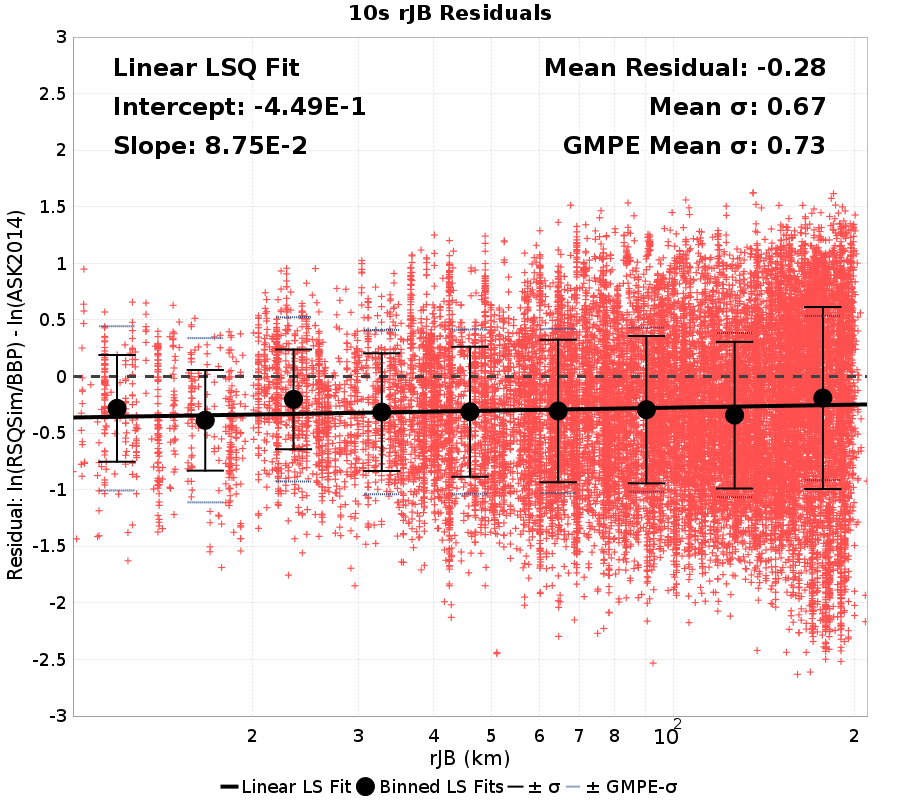 10s rJB Residuals
Linear LSQ Fit
Intercept: -4.49E-1
Slope: 8.75E-2
Mean Residual: -0.28
Mean σ: 0.67
GMPE Mean σ: 0.73
Residual: ln(RSQSim/BBP) - ln(ASK2014)
3
2.5
2
1.5
1
0.5
0
-0.5
-1
-1.5
-2
-2.5
-3
2 3 4 5 6 7 8 10² 2
rJB (km)
Linear LS Fit Binned LS Fits ± σ ± GMPE-σ